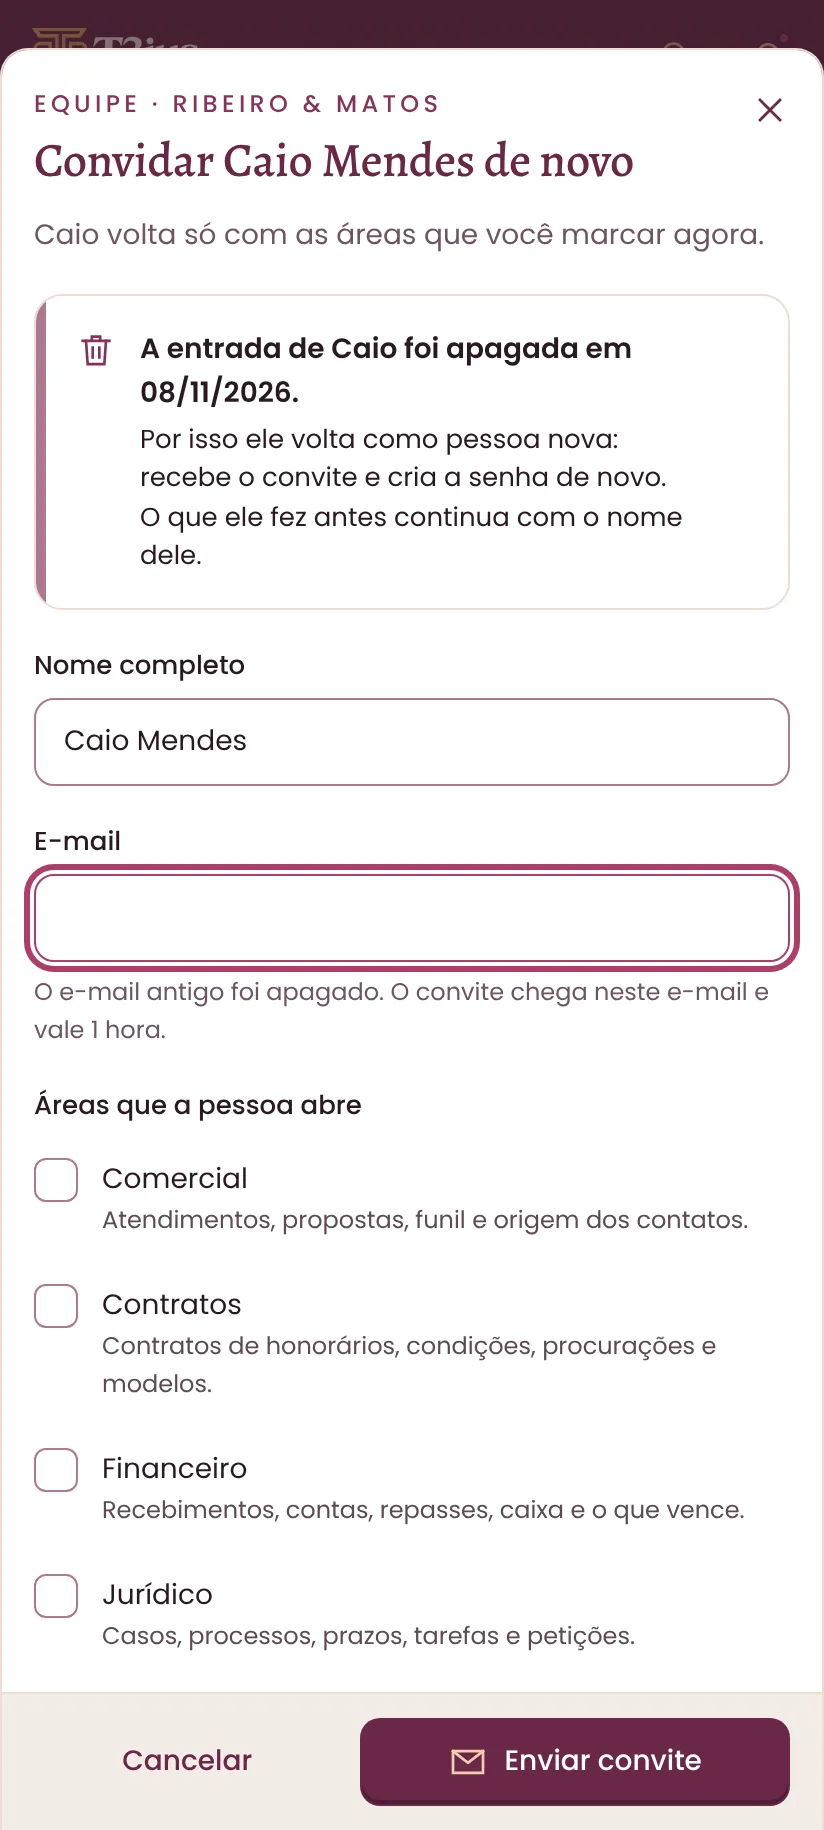 EQUIPE · RIBEIRO & MATOS
Convidar Caio Mendes de novo
Caio volta só com as áreas que você marcar agora.
A entrada de Caio foi apagada em
08/11/2026.
Por isso ele volta como pessoa nova:
recebe o convite e cria a senha de novo.
O que ele fez antes continua com o nome
dele.
Nome completo
Caio Mendes
E-mail
O e-mail antigo foi apagado. O convite chega neste e-mail e
vale 1 hora.
Áreas que a pessoa abre
Comercial
Atendimentos, propostas, funil e origem dos contatos.
Contratos
Contratos de honorários, condições, procurações e
modelos.
Financeiro
Recebimentos, contas, repasses, caixa e o que vence.
Jurídico
Casos, processos, prazos, tarefas e petições.
Cancelar
Enviar convite